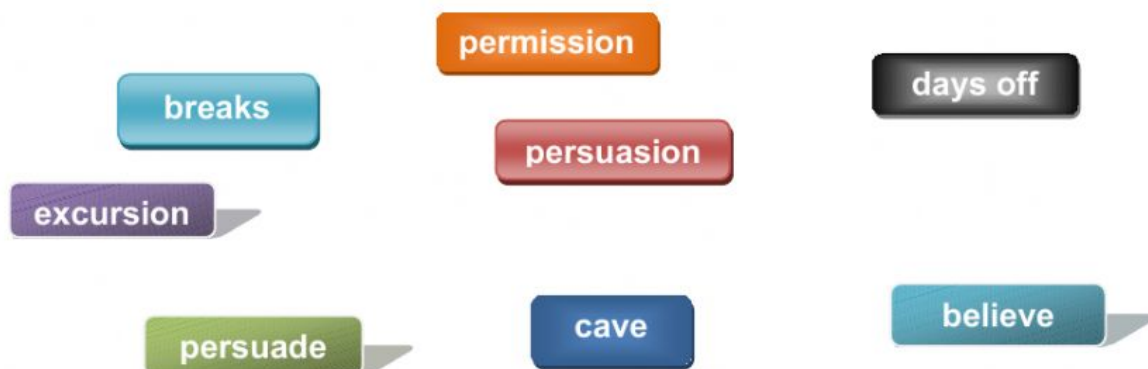 permission
days off
breaks
persuasion
excursion
believe
cave
persuade